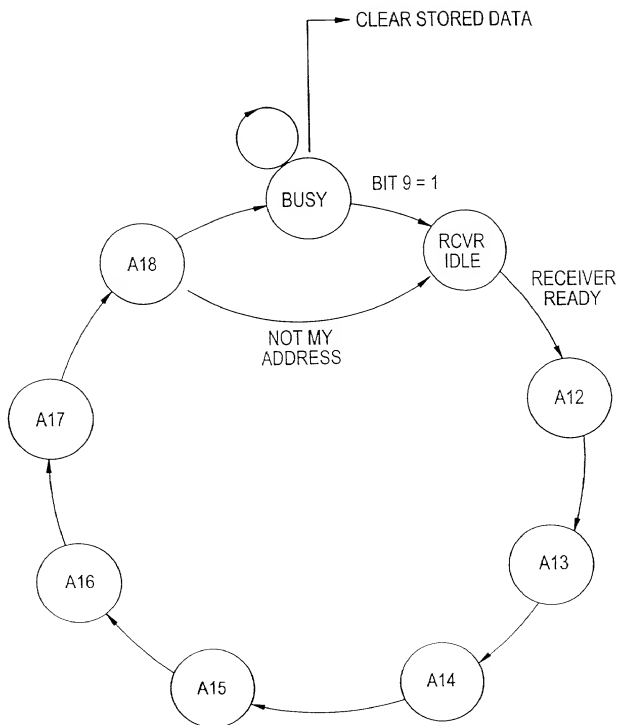 CLEAR STORED DATA
BIT 9 = 1
BUSY
RCVR
IDLE
A18
RECEIVER
READY
NOT MY
ADDRESS
A12
A17
A13
A16
A14
A15